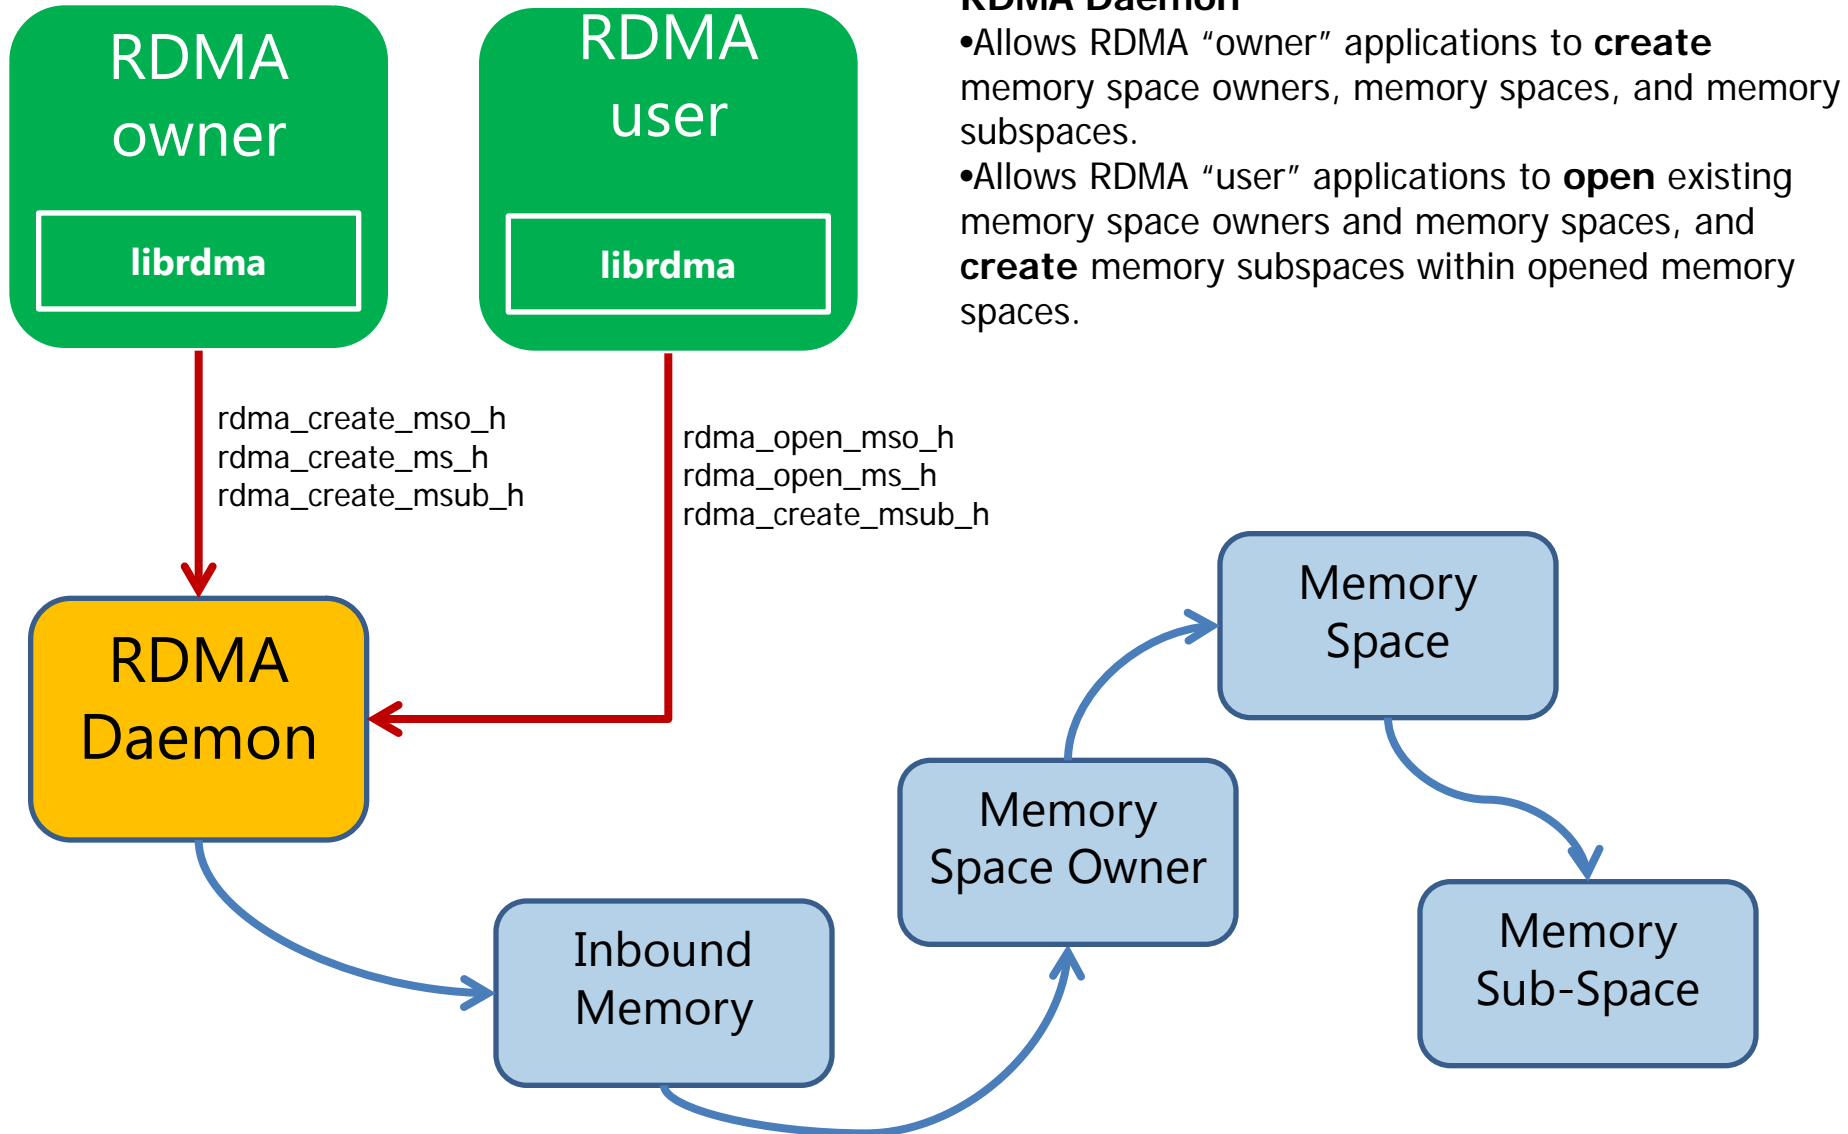 RDMA
owner
librdma
RDMA
user
librdma
RDMA Daemon
•Allows RDMA “owner” applications to create
memory space owners, memory spaces, and memory
subspaces.
•Allows RDMA “user” applications to open existing
memory space owners and memory spaces, and
create memory subspaces within opened memory
spaces.
rdma_create_mso_h
rdma_create_ms_h
rdma_create_msub_h
rdma_open_mso_h
rdma_open_ms_h
rdma_create_msub_h
RDMA
Daemon
Memory
Space
Memory
Space Owner
Inbound
Memory
Memory
Sub-Space